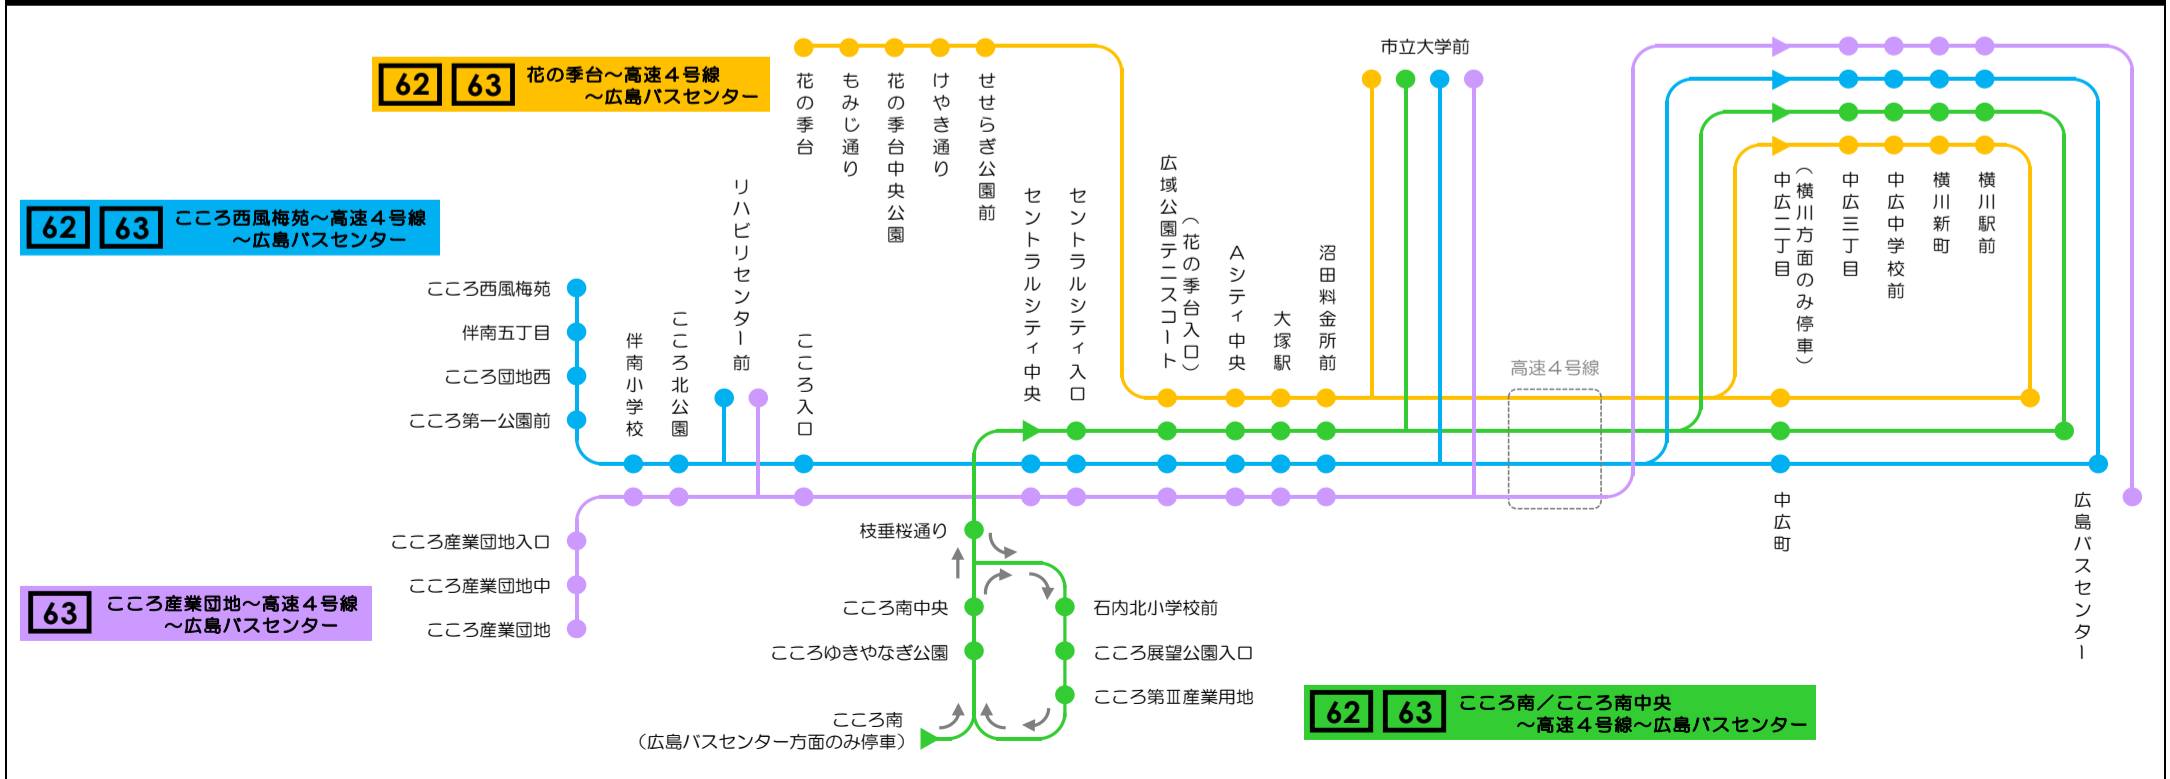 62 63 花の季台～高速４号線
～広島バスセンター
62 63 こころ西風梅苑～高速４号線
～広島バスセンター
花の季台
もみじ通り
花の季台中央公園
けやき通り
せせらぎ公園前
市立大学前
こころ西風梅苑
伴南五丁目
こころ団地西
こころ第一公園前
伴南小学校
こころ北公園
リハビリセンター前
こころ入口
セントラルシティ中央
セントラルシティ入口
広域公園テニスコート
（花の季台入口）
Ａシティ中央
大塚駅
沼田料金所前
高速４号線
中広二丁目
（横川方面のみ停車）
中広三丁目
中広中学校前
横川新町
横川駅前
中広町
広島バスセンター
こころ産業団地入口
こころ産業団地中
こころ産業団地
63 こころ産業団地～高速４号線
～広島バスセンター
枝垂桜通り
こころ南中央
こころゆきやなぎ公園
こころ南
（広島バスセンター方面のみ停車）
石内北小学校前
こころ展望公園入口
こころ第Ⅲ産業用地
62 63 こころ南／こころ南中央
～高速４号線～広島バスセンター